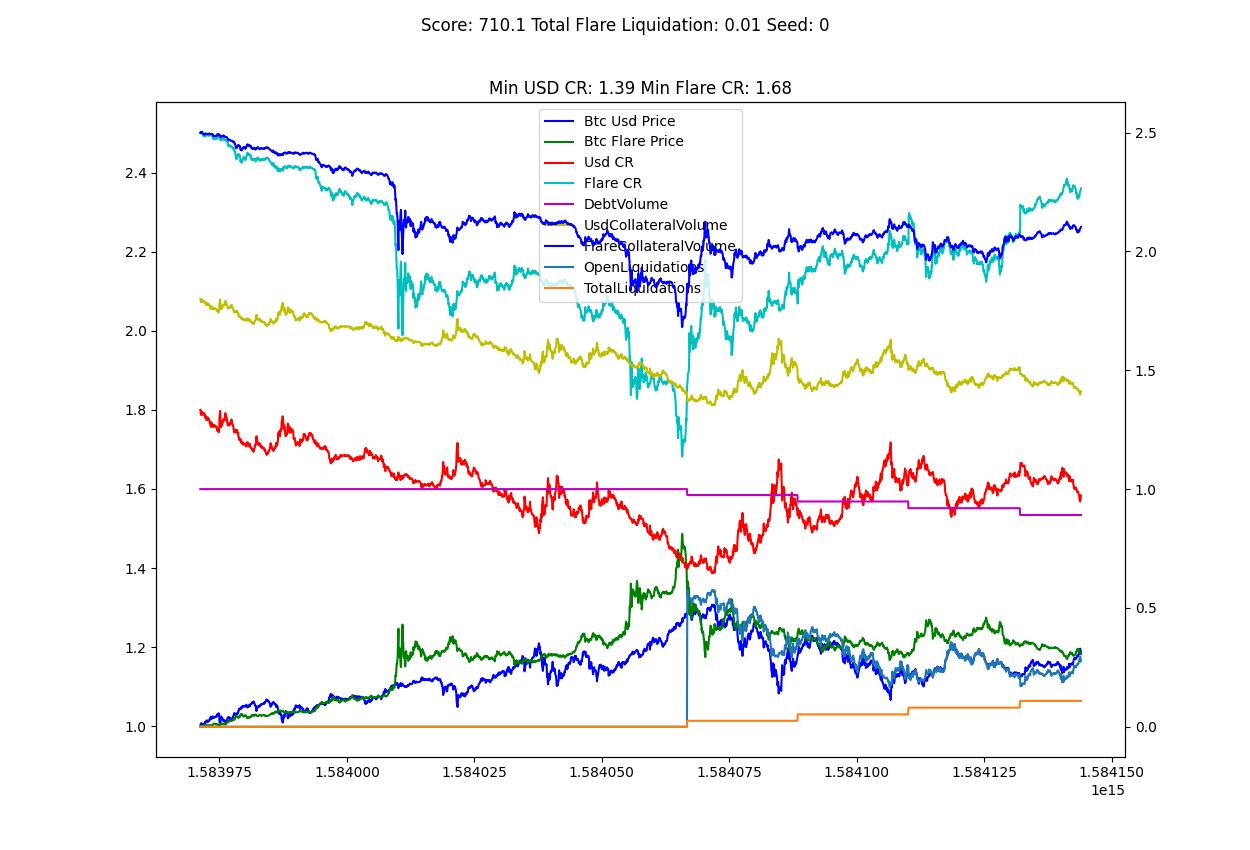 Score: 710.1 Total Flare Liquidation: 0.01 Seed: 0
Min USD CR: 1.39 Min Flare CR: 1.68
Btc Usd Price
Btc Flare Price
Usd CR
Flare CR
DebtVolume
UsdCollateralVolume
FlareCollateralVolume
OpenLiquidations
TotalLiquidations
2.4
2.2
2.0
1.8
1.6
1.4
1.2
1.0
2.5
2.0
1.5
1.0
0.5
0.0
1.583975 1.584000 1.584025 1.584050 1.584075 1.584100 1.584125 1.584150
1e15